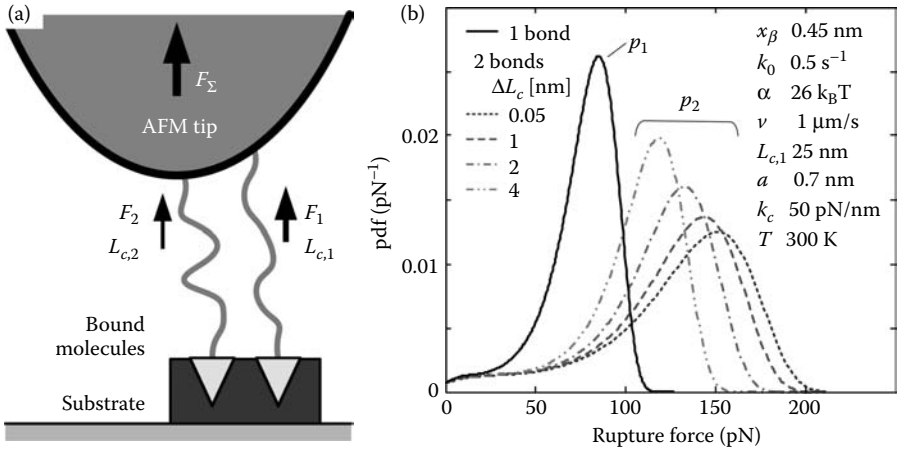 (a)
F_Σ
AFM tip
F_2
L_{c,2}
F_1
L_{c,1}
Bound
molecules
Substrate
(b)
1 bond
2 bonds
ΔL_c [nm]
0.05
1
2
4
p_1
p_2
x_β 0.45 nm
k_0 0.5 s^{-1}
α 26 k_BT
ν 1 μm/s
L_{c,1} 25 nm
a 0.7 nm
k_c 50 pN/nm
T 300 K
pdf (pN^{-1})
0.02
0.01
0
0 50 100 150 200
Rupture force (pN)